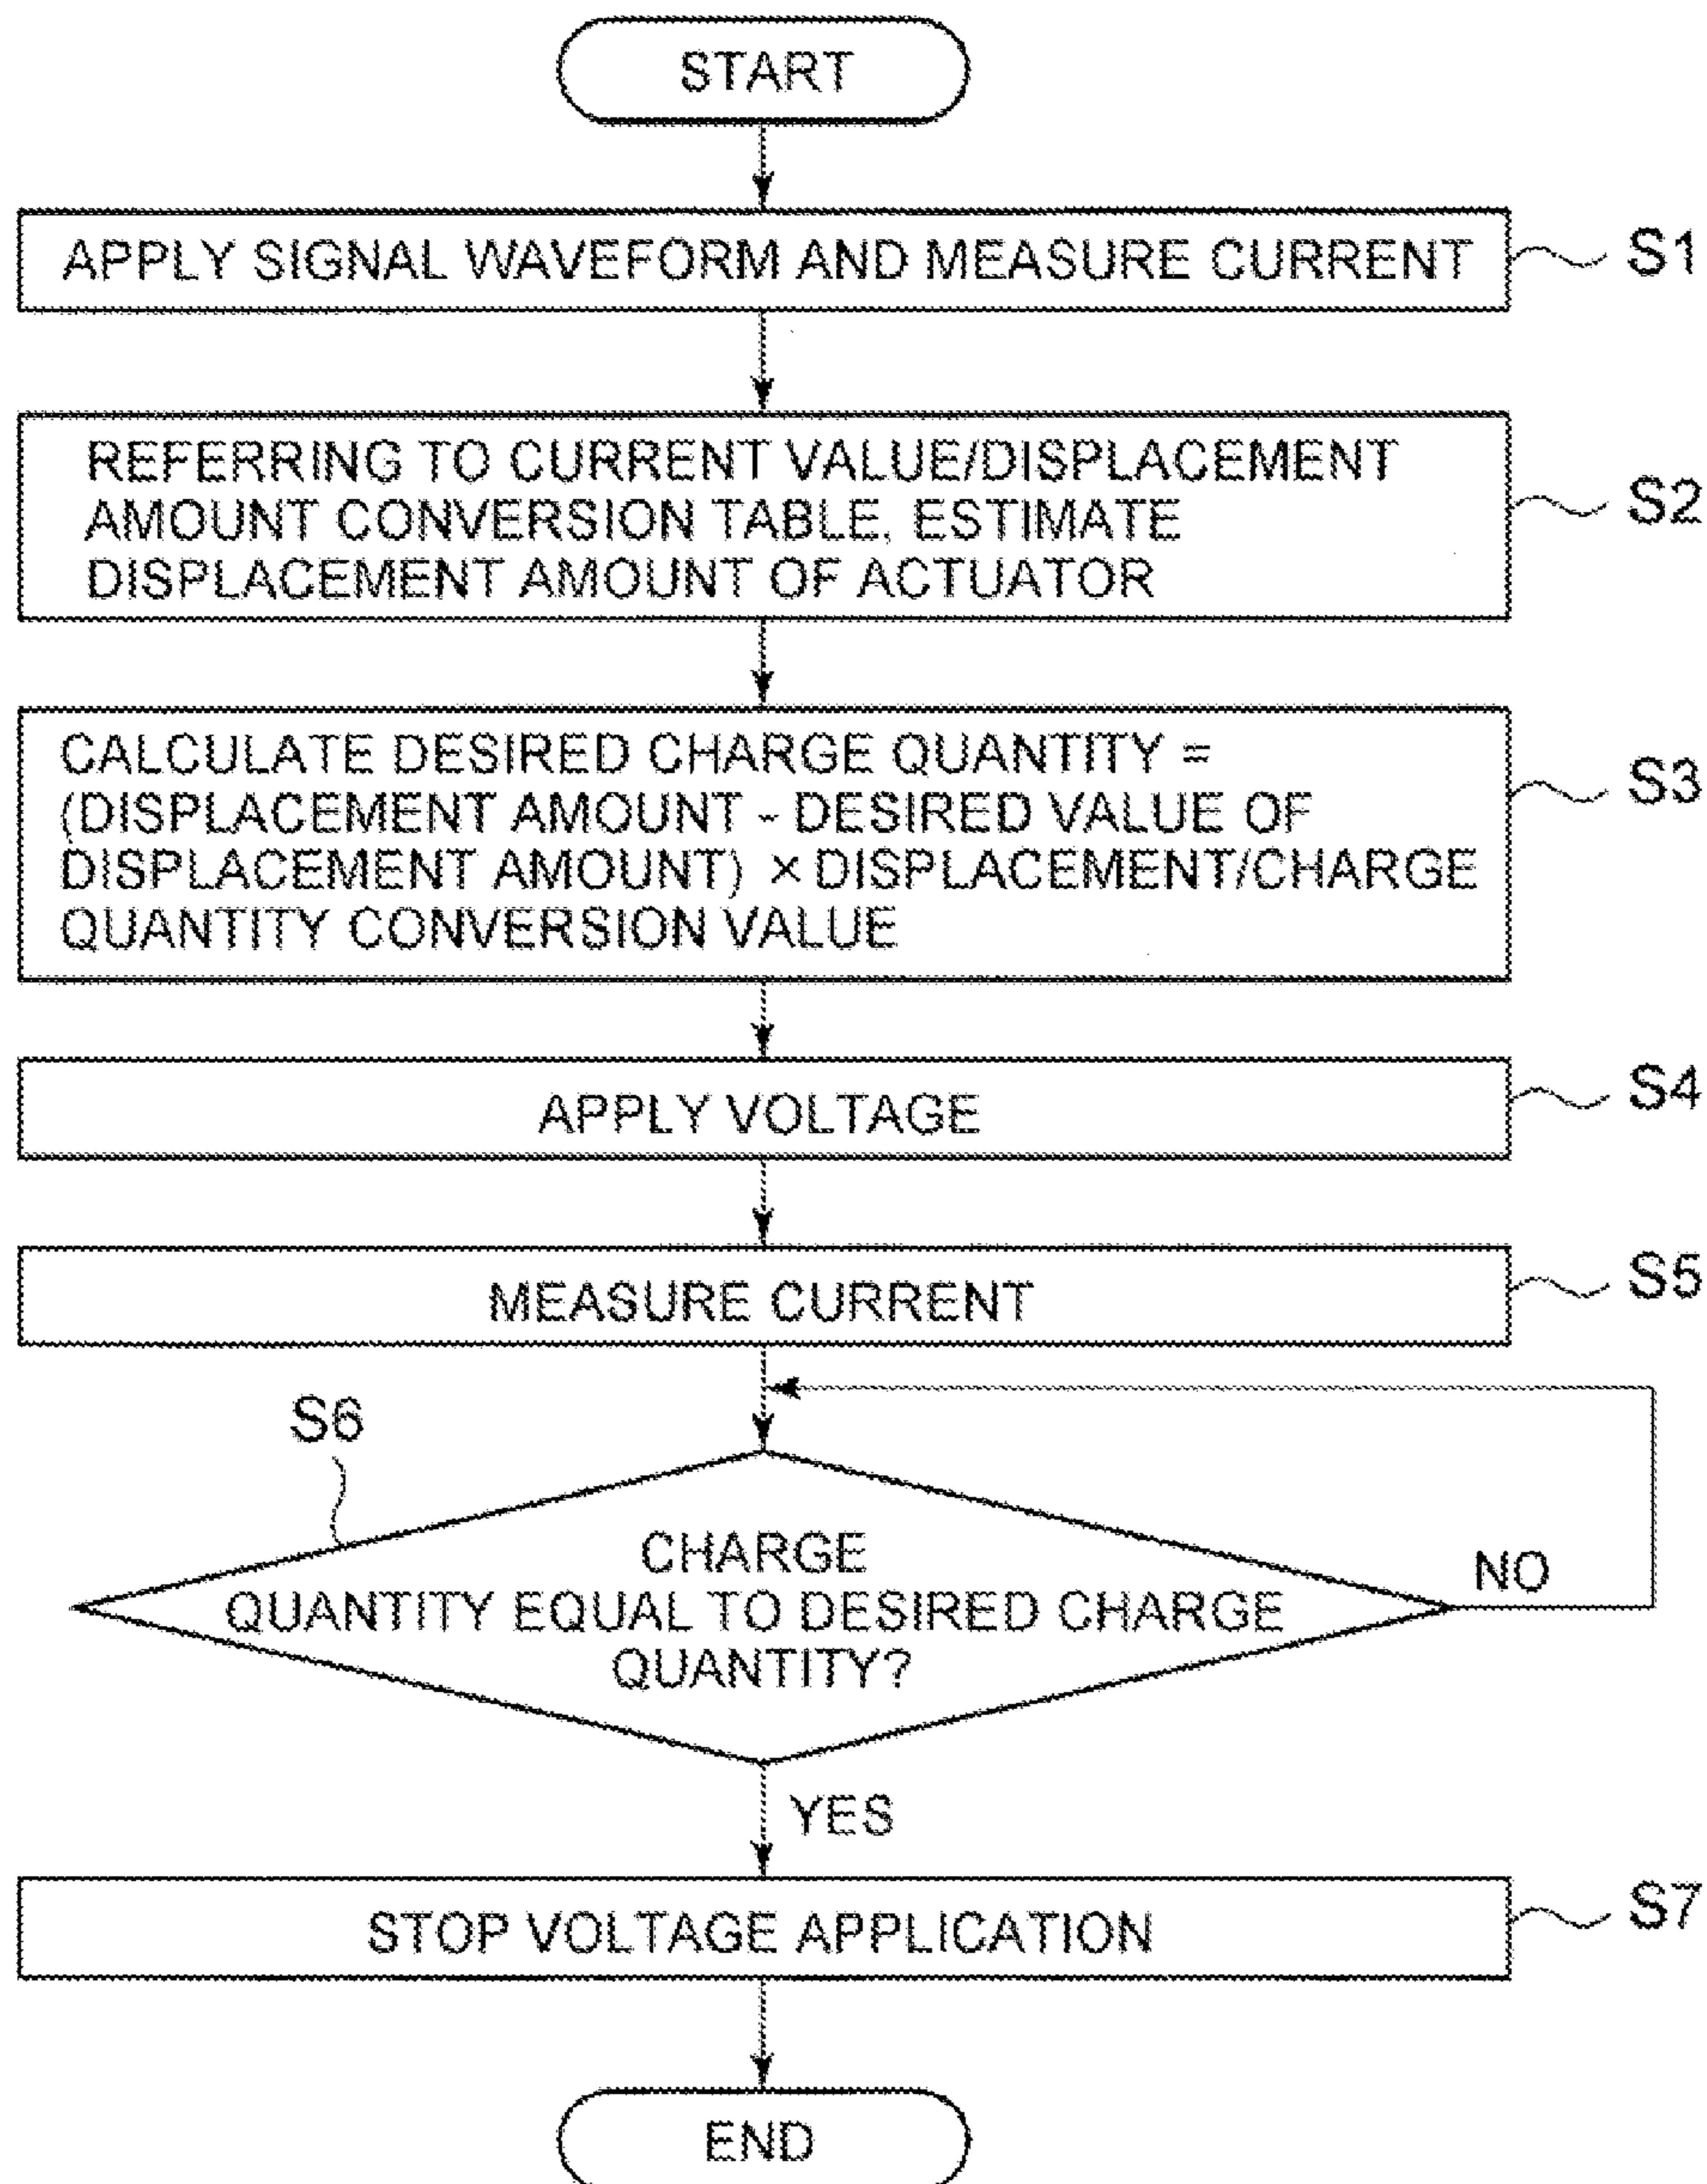 START
APPLY SIGNAL WAVEFORM AND MEASURE CURRENT
S1
REFERRING TO CURRENT VALUE/DISPLACEMENT
AMOUNT CONVERSION TABLE, ESTIMATE
DISPLACEMENT AMOUNT OF ACTUATOR
S2
CALCULATE DESIRED CHARGE QUANTITY =
(DISPLACEMENT AMOUNT - DESIRED VALUE OF
DISPLACEMENT AMOUNT) × DISPLACEMENT/CHARGE
QUANTITY CONVERSION VALUE
S3
APPLY VOLTAGE
S4
MEASURE CURRENT
S5
S6
CHARGE
QUANTITY EQUAL TO DESIRED CHARGE
QUANTITY?
NO
YES
STOP VOLTAGE APPLICATION
S7
END